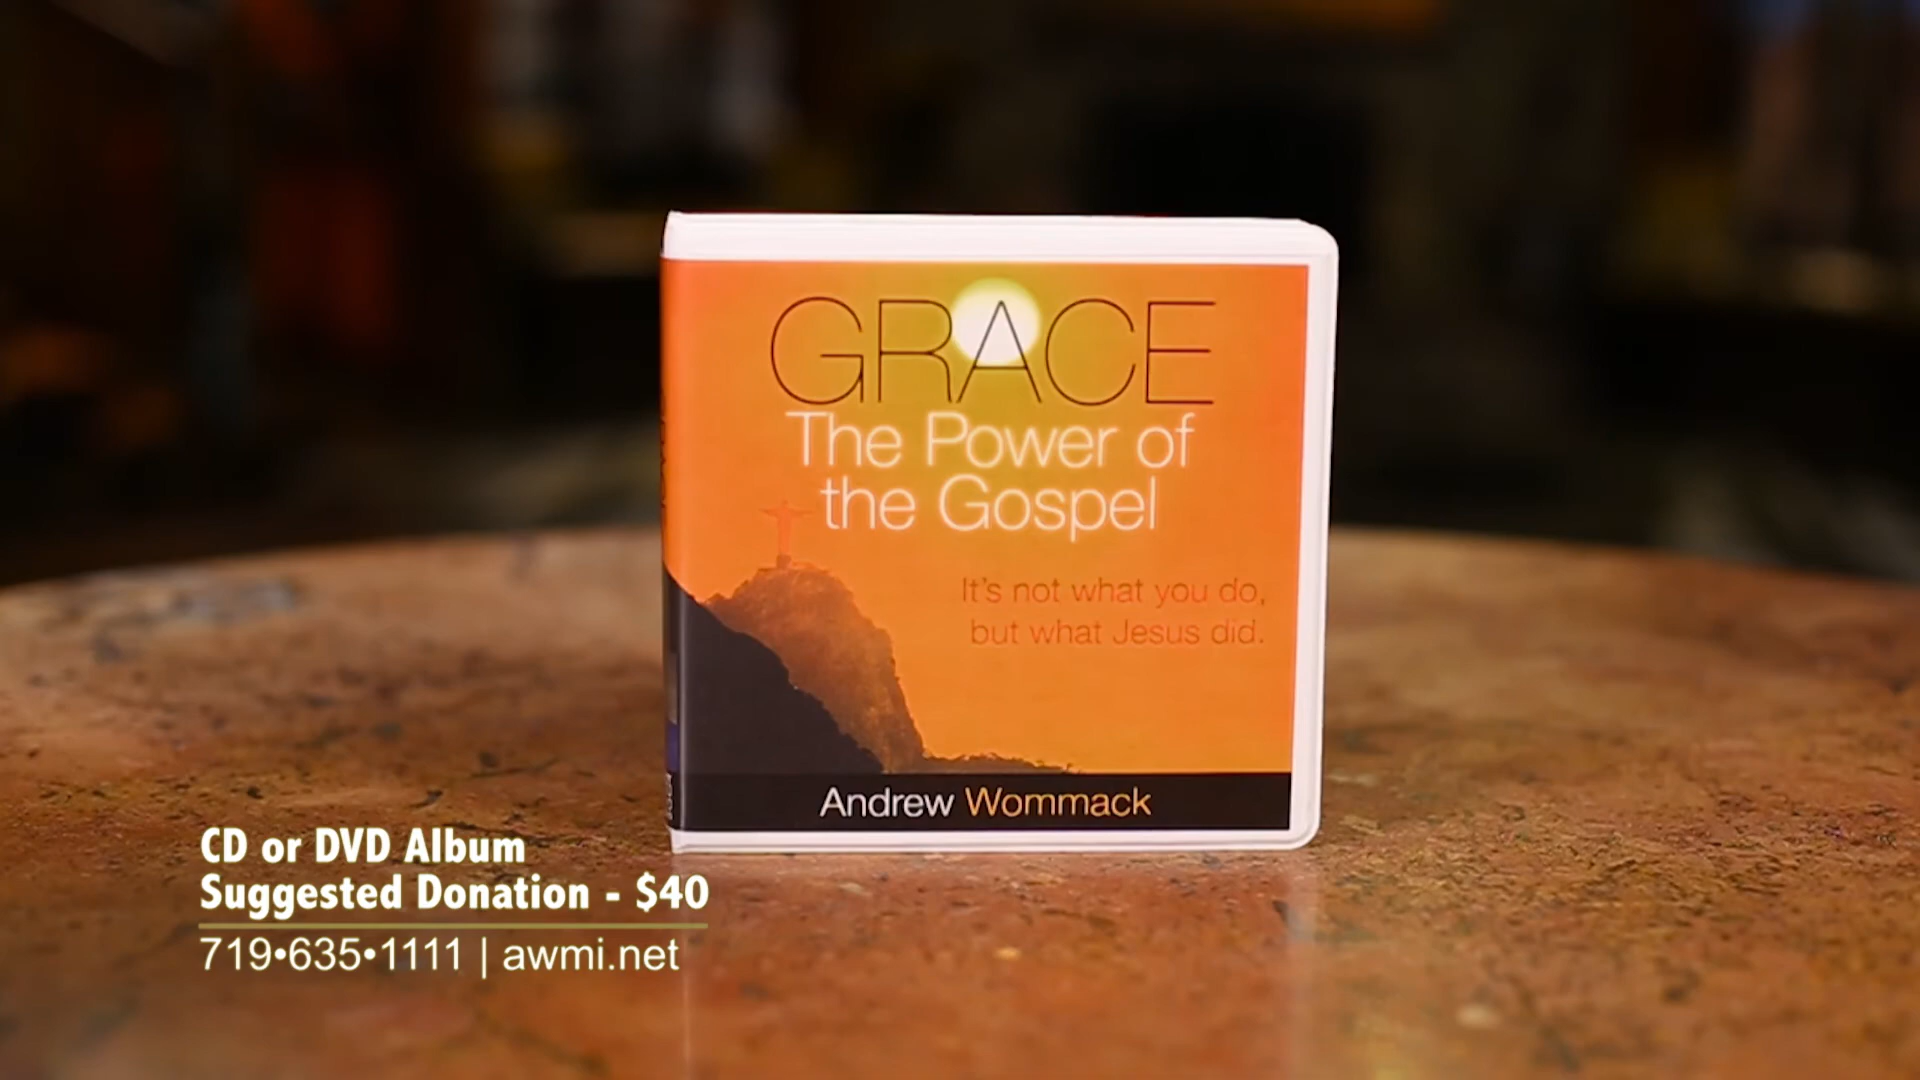 GRACE
The Power of
the Gospel
It's not what you do,
but what Jesus did.
Andrew Wommack
CD or DVD Album
Suggested Donation - $40
719•635•1111 | awmi.net